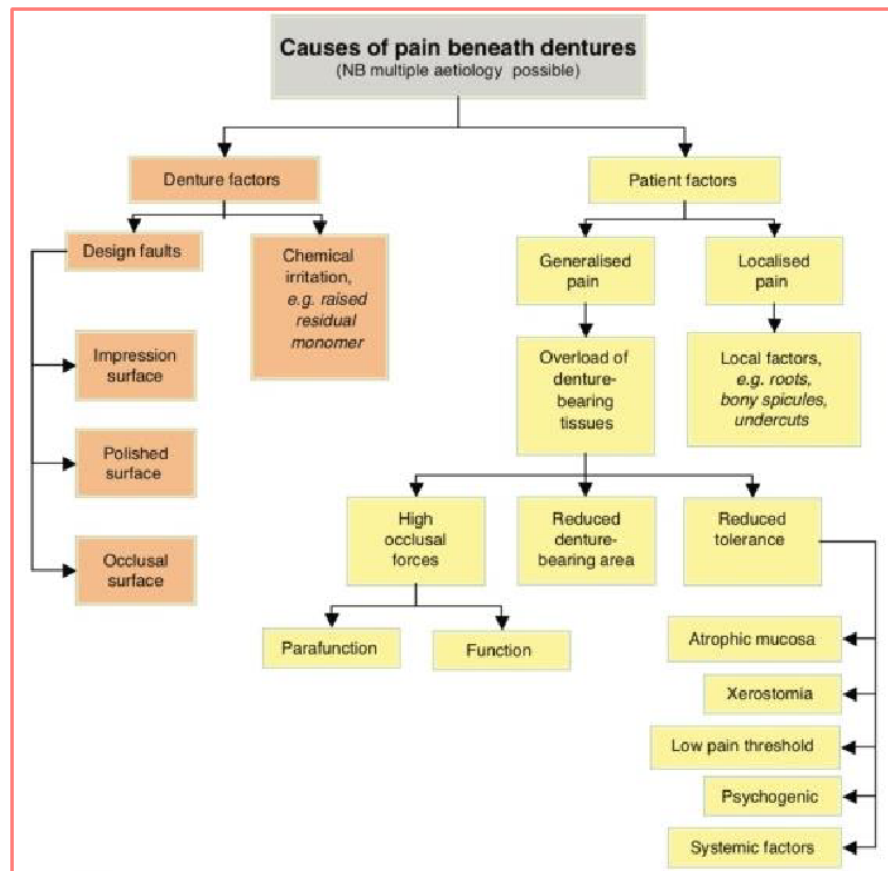 Causes of pain beneath dentures
(NB multiple aetiology possible)
Denture factors
Patient factors
Design faults
Chemical
irritation,
e.g. raised
residual
monomer
Generalised
pain
Localised
pain
Impression
surface
Overload of
denture-
bearing
tissues
Local factors,
e.g. roots,
bony spicules,
undercuts
Polished
surface
High
occlusal
forces
Reduced
denture-
bearing area
Reduced
tolerance
Occlusal
surface
Parafunction
Function
Atrophic mucosa
Xerostomia
Low pain threshold
Psychogenic
Systemic factors